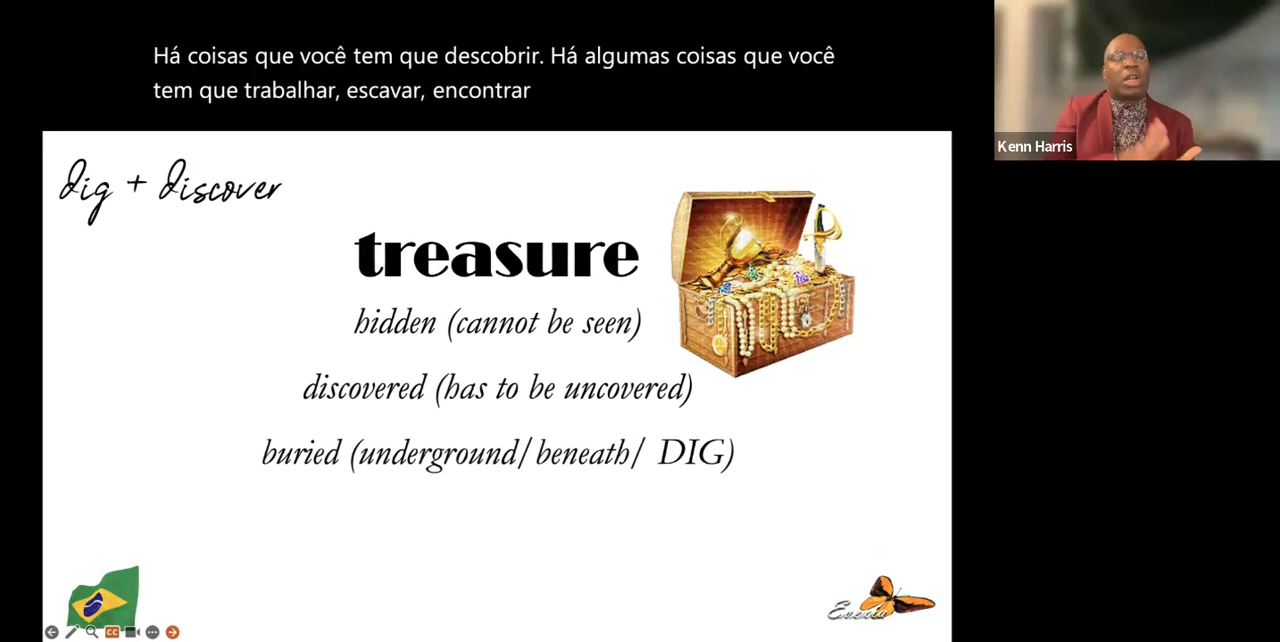 Há coisas que você tem que descobrir. Há algumas coisas que você
tem que trabalhar, escavar, encontrar
Kenn Harris
dig + discover
treasure
hidden (cannot be seen)
discovered (has to be uncovered)
buried (underground/ beneath/ DIG)
CC